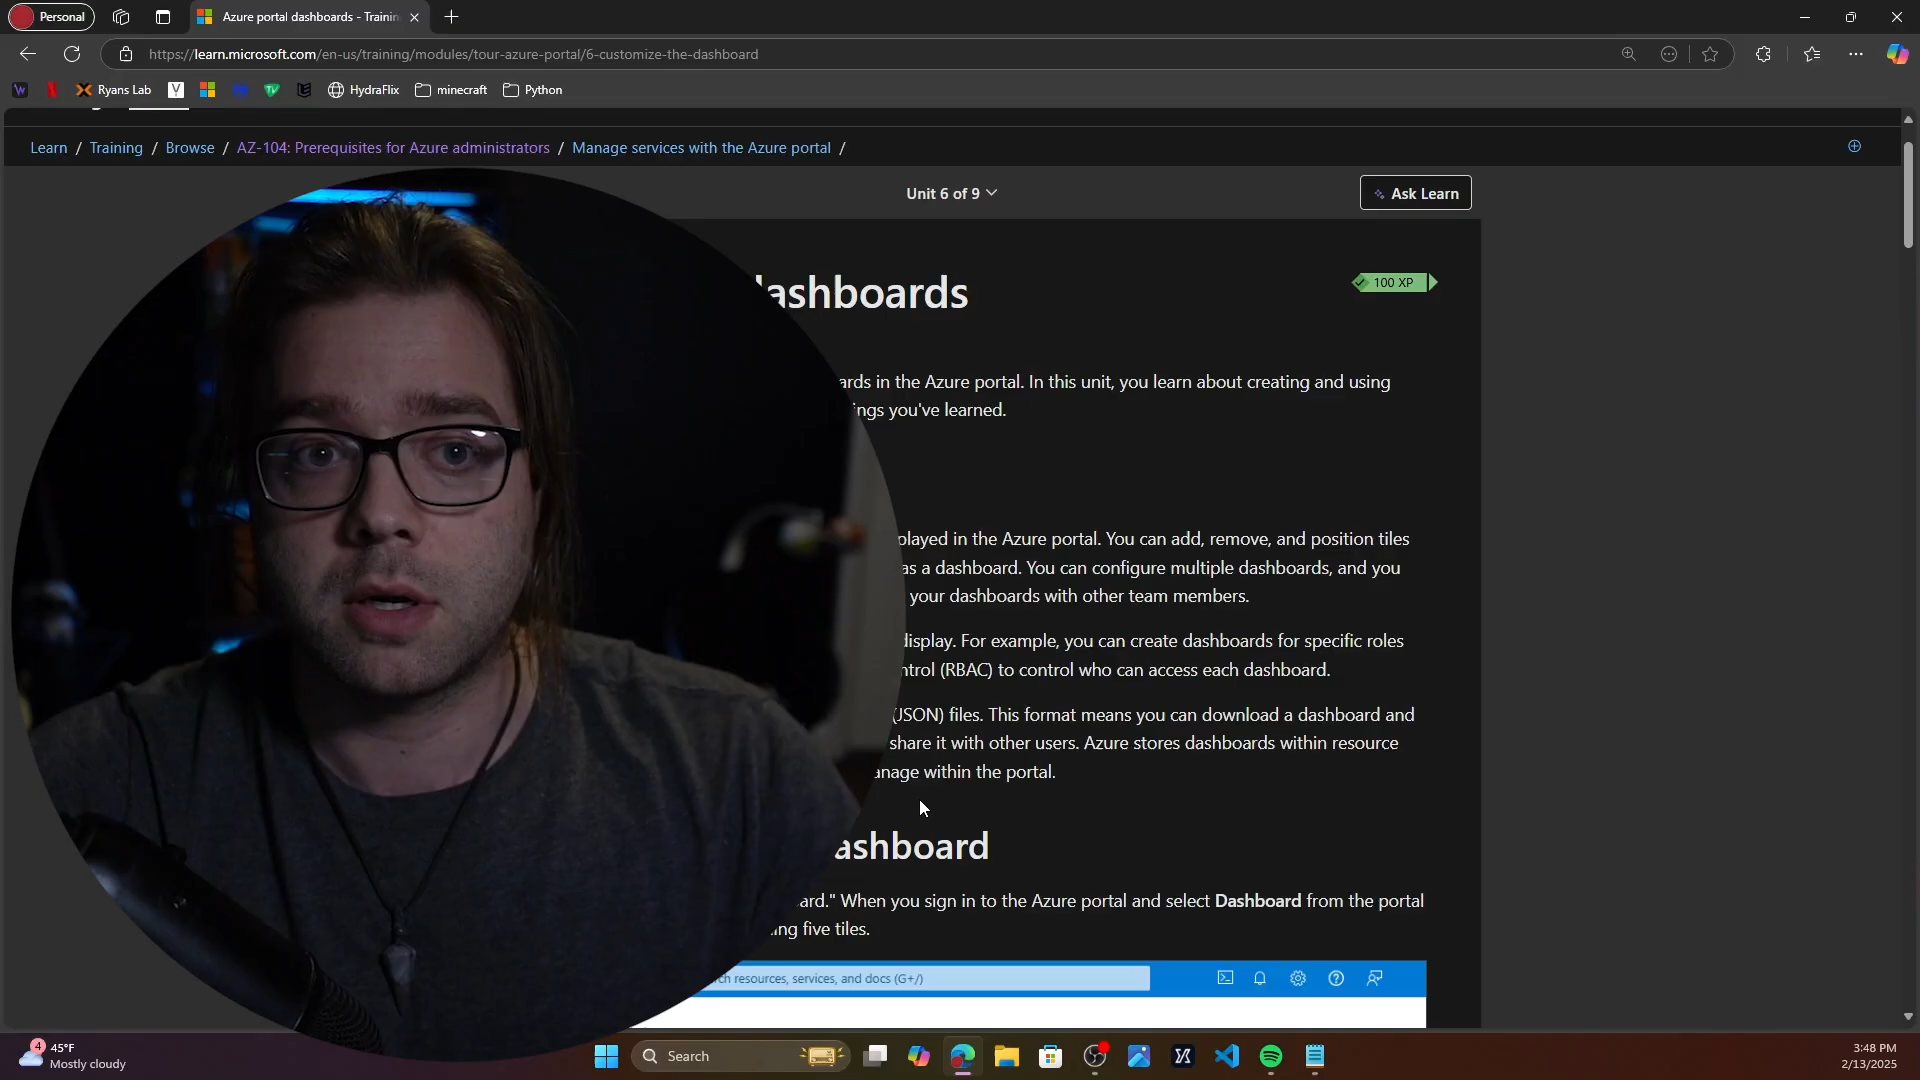 Personal
Azure portal dashboards - Trainin
https://learn.microsoft.com/en-us/training/modules/tour-azure-portal/6-customize-the-dashboard
Ryans Lab
HydraFlix
minecraft
Python
Learn / Training / Browse / AZ-104: Prerequisites for Azure administrators / Manage services with the Azure portal /
Unit 6 of 9
Ask Learn
dashboards
100 XP
ards in the Azure portal. In this unit, you learn about creating and using
ings you've learned.
played in the Azure portal. You can add, remove, and position tiles
as a dashboard. You can configure multiple dashboards, and you
your dashboards with other team members.
display. For example, you can create dashboards for specific roles
ntrol (RBAC) to control who can access each dashboard.
(JSON) files. This format means you can download a dashboard and
share it with other users. Azure stores dashboards within resource
anage within the portal.
ashboard
ard." When you sign in to the Azure portal and select Dashboard from the portal
ing five tiles.
ch resources, services, and docs (G+/)
4
45°F
Mostly cloudy
Search
3:48 PM
2/13/2025